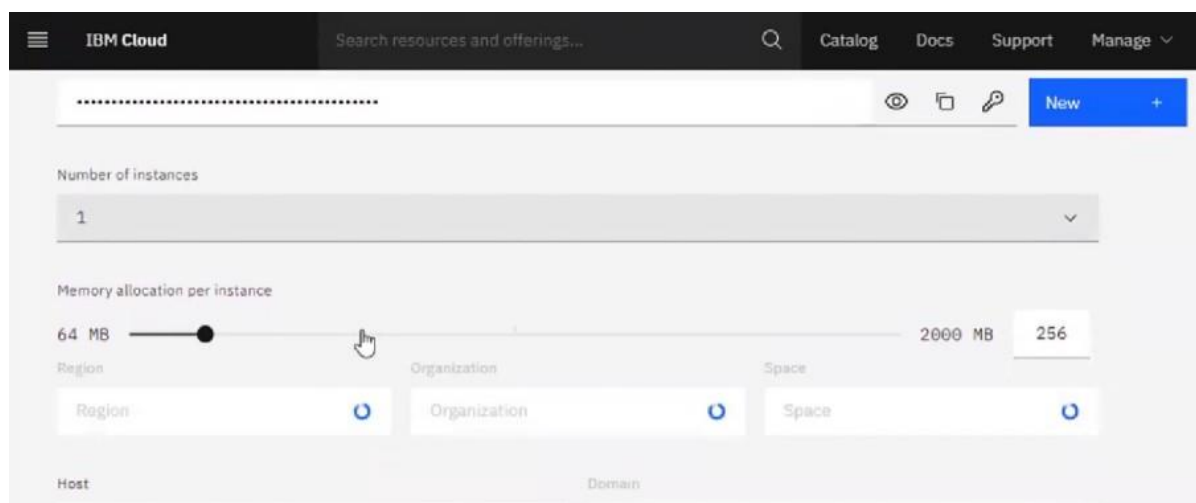 IBM Cloud Search resources and offerings... Catalog Docs Support Manage
•••••••••••••••••••••••••••••••••••••••••••• New +
Number of instances
1
Memory allocation per instance
64 MB 2000 MB 256
Region Organization Space
Region Organization Space
Host Domain